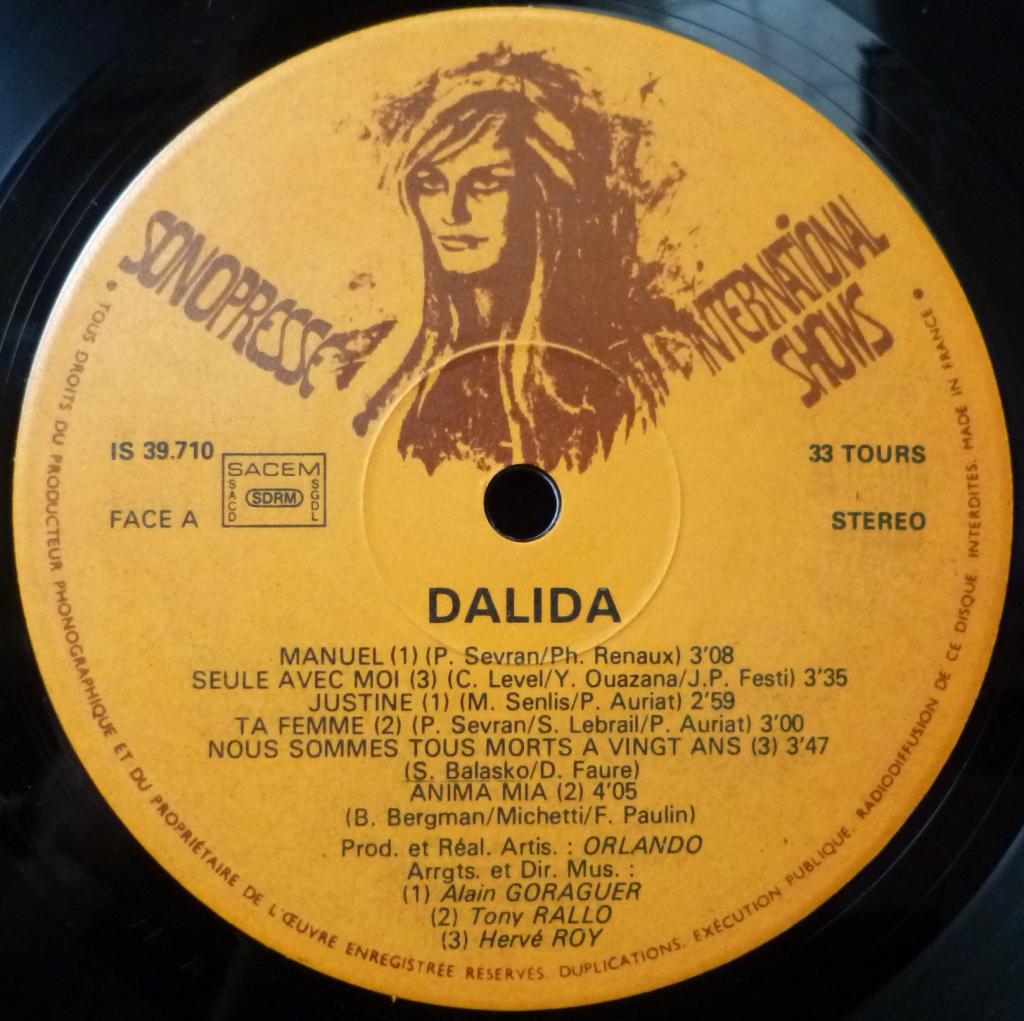 SONOPRESSE
INTERNATIONAL
SHOWS
IS 39.710
SACEM
SACD
SDRM
SGDL
33 TOURS
FACE A
STEREO
DALIDA
MANUEL (1) (P. Sevran/Ph. Renaux) 3'08
SEULE AVEC MOI (3) (C. Level/Y. Ouazana/J.P. Festi) 3'35
JUSTINE (1) (M. Senlis/P. Auriat) 2'59
TA FEMME (2) (P. Sevran/S. Lebrail/P. Auriat) 3'00
NOUS SOMMES TOUS MORTS A VINGT ANS (3) 3'47
(S. Balasko/D. Faure)
ANIMA MIA (2) 4'05
(B. Bergman/Michetti/F. Paulin)
Prod. et Réal. Artis. : ORLANDO
Arrgts. et Dir. Mus. :
(1) Alain GORAGUER
(2) Tony RALLO
(3) Hervé ROY
• TOUS DROITS DU PRODUCTEUR PHONOGRAPHIQUE ET DU PROPRIÉTAIRE DE L'ŒUVRE ENREGISTRÉE RÉSERVÉS. DUPLICATIONS. EXÉCUTION PUBLIQUE. RADIODIFFUSION DE CE DISQUE INTERDITES. MADE IN FRANCE •